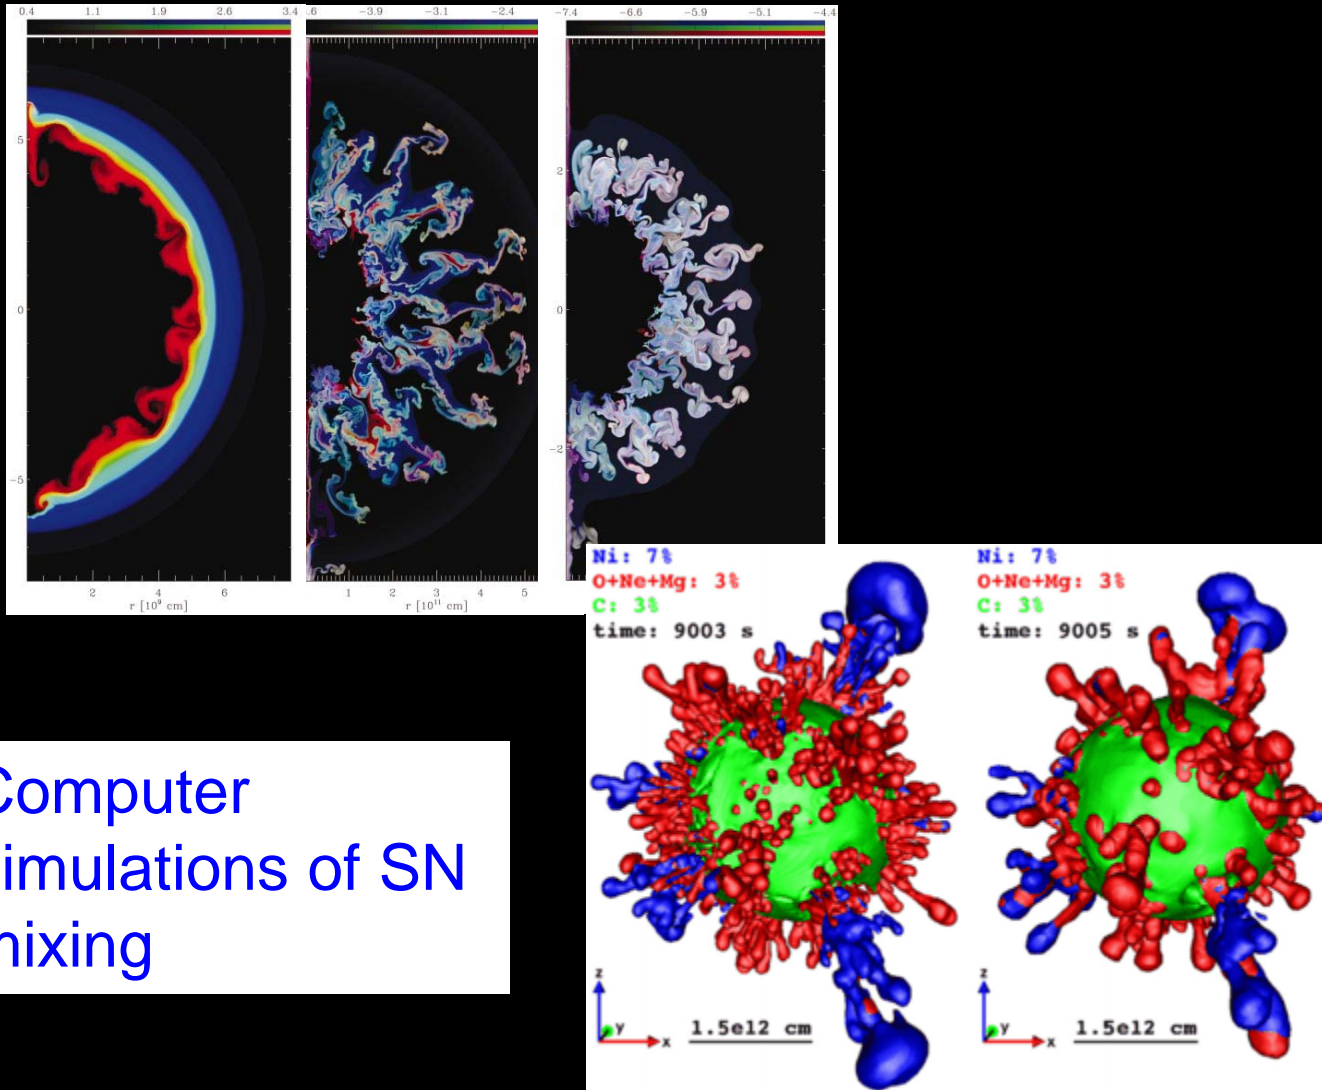 0.4 1.1 1.9 2.6 3.4
.6 -3.9 -3.1 -2.4
-7.4 -6.6 -5.9 -5.1 -4.4
5
0
-5
2
0
-2
2 4 6
r [10⁹ cm]
1 2 3 4 5
r [10¹¹ cm]
Ni: 7%
O+Ne+Mg: 3%
C: 3%
time: 9003 s
z
y
x
1.5e12 cm
Ni: 7%
O+Ne+Mg: 3%
C: 3%
time: 9005 s
z
y
x
1.5e12 cm
Computer
imulations of SN
mixing